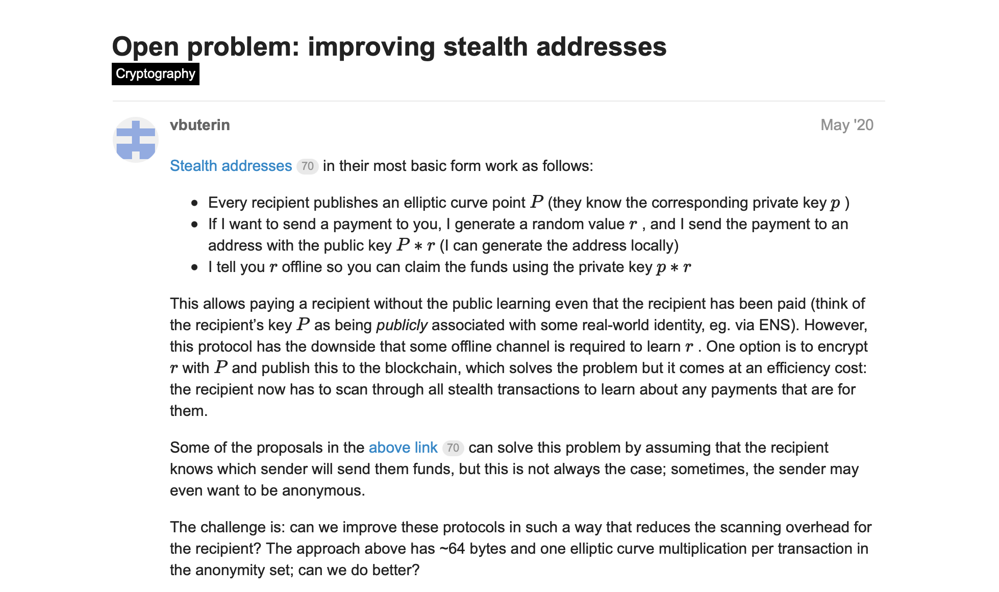 Open problem: improving stealth addresses
Cryptography
vbuterin May '20
Stealth addresses 70 in their most basic form work as follows:
• Every recipient publishes an elliptic curve point P (they know the corresponding private key p )
• If I want to send a payment to you, I generate a random value r , and I send the payment to an
address with the public key P ∗ r (I can generate the address locally)
• I tell you r offline so you can claim the funds using the private key p ∗ r
This allows paying a recipient without the public learning even that the recipient has been paid (think of
the recipient’s key P as being publicly associated with some real-world identity, eg. via ENS). However,
this protocol has the downside that some offline channel is required to learn r . One option is to encrypt
r with P and publish this to the blockchain, which solves the problem but it comes at an efficiency cost:
the recipient now has to scan through all stealth transactions to learn about any payments that are for
them.
Some of the proposals in the above link 70 can solve this problem by assuming that the recipient
knows which sender will send them funds, but this is not always the case; sometimes, the sender may
even want to be anonymous.
The challenge is: can we improve these protocols in such a way that reduces the scanning overhead for
the recipient? The approach above has ~64 bytes and one elliptic curve multiplication per transaction in
the anonymity set; can we do better?